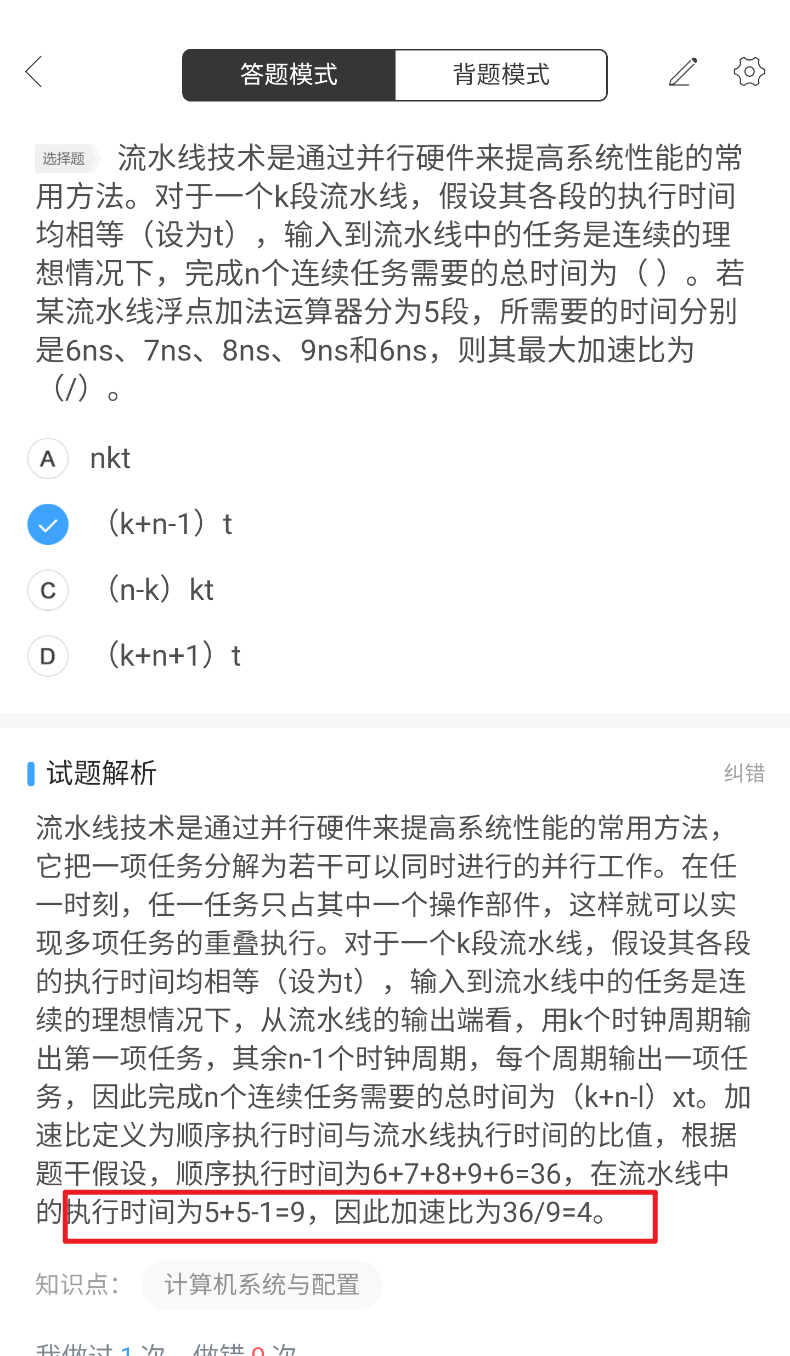 答题模式 背题模式
选择题 流水线技术是通过并行硬件来提高系统性能的常
用方法。对于一个k段流水线，假设其各段的执行时间
均相等（设为t），输入到流水线中的任务是连续的理
想情况下，完成n个连续任务需要的总时间为（ ）。若
某流水线浮点加法运算器分为5段，所需要的时间分别
是6ns、7ns、8ns、9ns和6ns，则其最大加速比为
（/）。
A nkt
（k+n-1）t
C （n-k）kt
D （k+n+1）t
试题解析 纠错
流水线技术是通过并行硬件来提高系统性能的常用方法，
它把一项任务分解为若干可以同时进行的并行工作。在任
一时刻，任一任务只占其中一个操作部件，这样就可以实
现多项任务的重叠执行。对于一个k段流水线，假设其各段
的执行时间均相等（设为t），输入到流水线中的任务是连
续的理想情况下，从流水线的输出端看，用k个时钟周期输
出第一项任务，其余n-1个时钟周期，每个周期输出一项任
务，因此完成n个连续任务需要的总时间为（k+n-l）xt。加
速比定义为顺序执行时间与流水线执行时间的比值，根据
题干假设，顺序执行时间为6+7+8+9+6=36，在流水线中
的执行时间为5+5-1=9，因此加速比为36/9=4。
知识点： 计算机系统与配置
我做过 1 次，做错 0 次